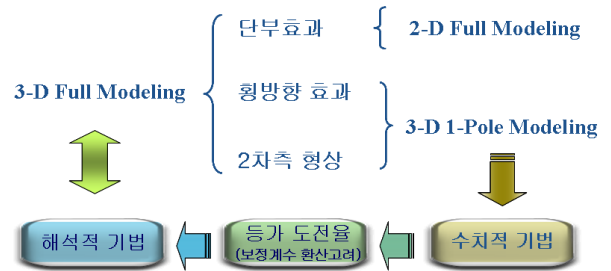 단부효과
2-D Full Modeling
3-D Full Modeling
횡방향 효과
3-D 1-Pole Modeling
2차측 형상
해석적 기법
등가 도전율
(보정계수 환산고려)
수치적 기법